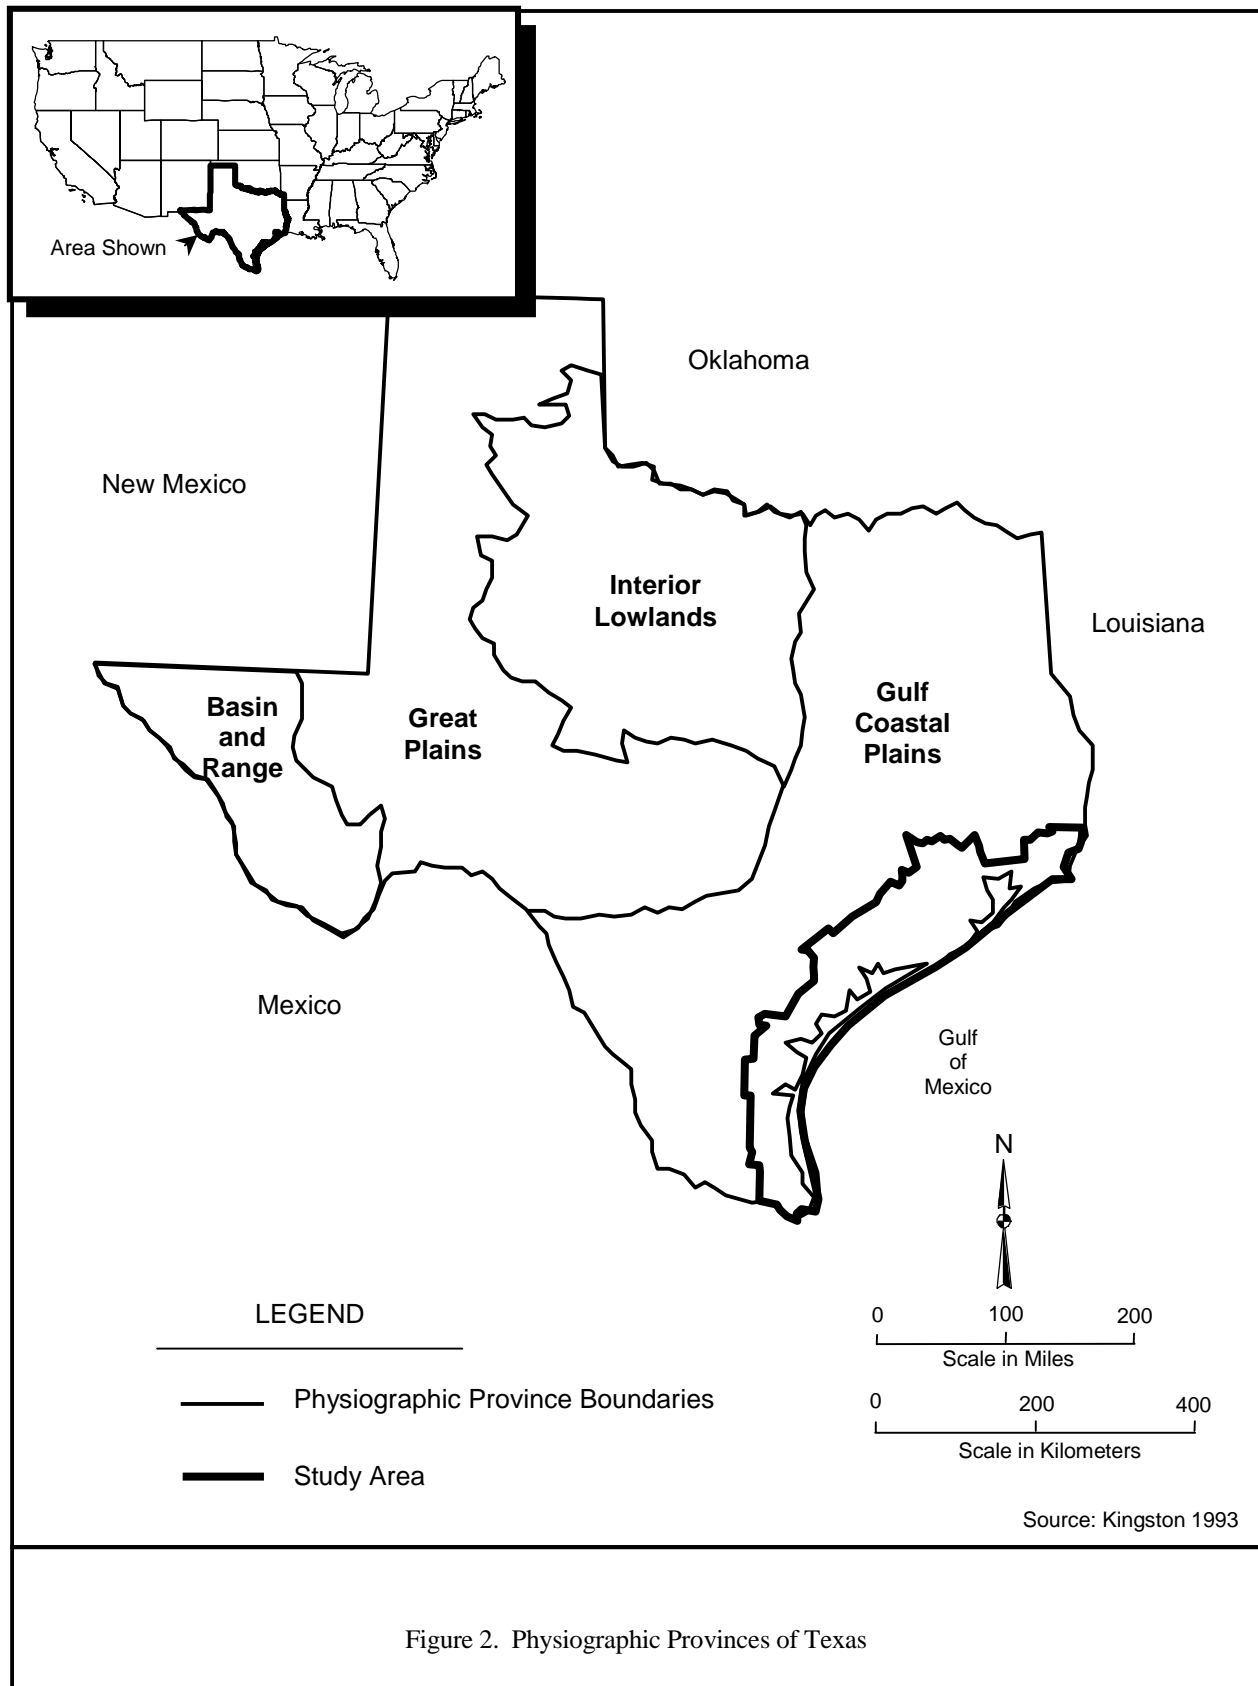 Area Shown
Oklahoma
New Mexico
Interior
Lowlands
Louisiana
Basin
and
Range
Great
Plains
Gulf
Coastal
Plains
Mexico
Gulf
of
Mexico
N
LEGEND
Physiographic Province Boundaries
Study Area
0 100 200
Scale in Miles
0 200 400
Scale in Kilometers
Source: Kingston 1993
Figure 2. Physiographic Provinces of Texas